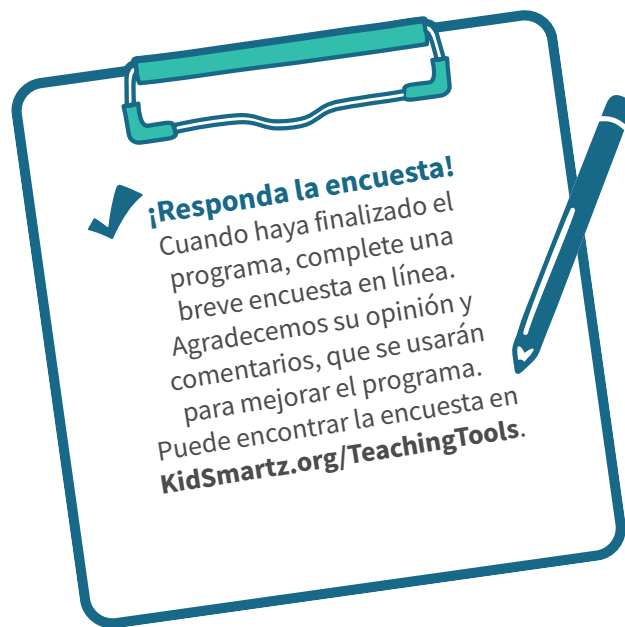 ¡Responda la encuesta!
Cuando haya finalizado el
programa, complete una
breve encuesta en línea.
Agradecemos su opinión y
comentarios, que se usarán
para mejorar el programa.
Puede encontrar la encuesta en
KidSmartz.org/TeachingTools.